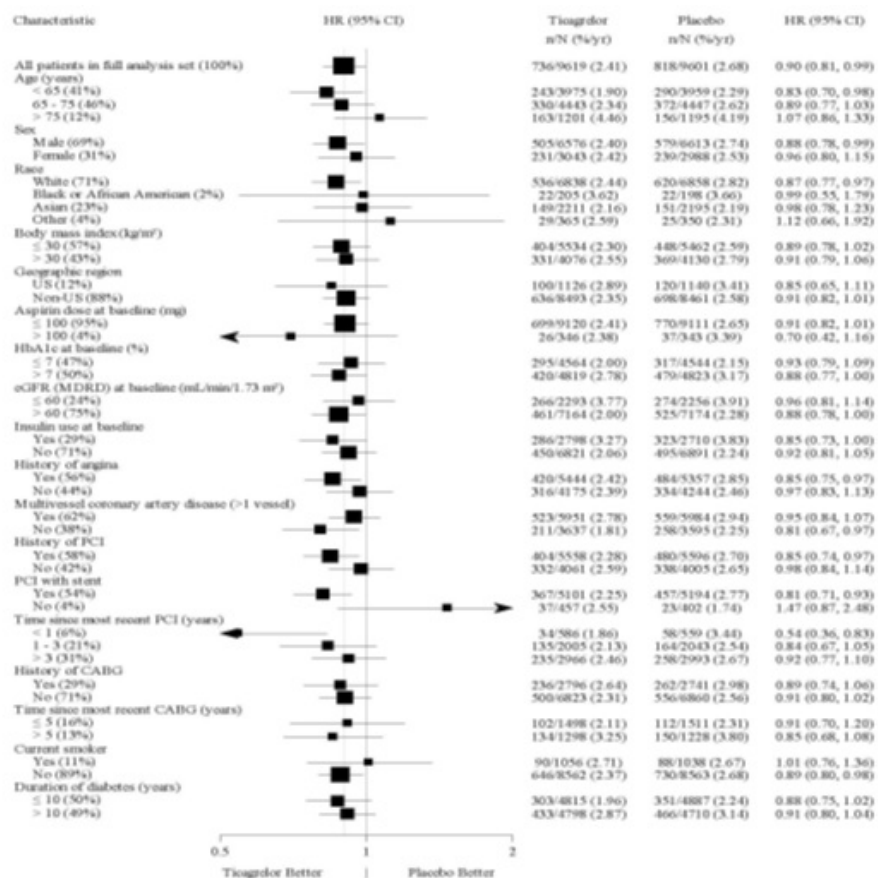 Characteristic HR (95% CI) Ticagrelor Placebo HR (95% CI)
n/N (%/yr) n/N (%/yr)
All patients in full analysis set (100%) 736/9619 (2.41) 818/9601 (2.68) 0.90 (0.81, 0.99)
Age (years)
< 65 (41%) 243/3975 (1.90) 290/3959 (2.29) 0.83 (0.70, 0.98)
65 - 75 (46%) 330/4443 (2.34) 372/4447 (2.62) 0.89 (0.77, 1.03)
> 75 (12%) 163/1201 (4.46) 156/1195 (4.19) 1.07 (0.86, 1.33)
Sex
Male (69%) 505/6576 (2.40) 579/6613 (2.74) 0.88 (0.78, 0.99)
Female (31%) 231/3043 (2.42) 239/2988 (2.53) 0.96 (0.80, 1.15)
Race
White (71%) 536/6838 (2.44) 620/6858 (2.82) 0.87 (0.77, 0.97)
Black or African American (2%) 22/205 (3.62) 22/198 (3.66) 0.99 (0.55, 1.79)
Asian (23%) 149/2211 (2.16) 151/2195 (2.19) 0.98 (0.78, 1.23)
Other (4%) 29/365 (2.59) 25/350 (2.31) 1.12 (0.66, 1.92)
Body mass index (kg/m²)
≤ 30 (57%) 404/5534 (2.30) 448/5462 (2.59) 0.89 (0.78, 1.02)
> 30 (43%) 331/4076 (2.55) 369/4130 (2.79) 0.91 (0.79, 1.06)
Geographic region
US (12%) 100/1126 (2.89) 120/1140 (3.41) 0.85 (0.65, 1.11)
Non-US (88%) 636/8493 (2.35) 698/8461 (2.58) 0.91 (0.82, 1.01)
Aspirin dose at baseline (mg)
≤ 100 (95%) 699/9120 (2.41) 770/9111 (2.65) 0.91 (0.82, 1.01)
> 100 (4%) 26/346 (2.38) 37/343 (3.39) 0.70 (0.42, 1.16)
HbA1c at baseline (%)
≤ 7 (47%) 295/4564 (2.00) 317/4544 (2.15) 0.93 (0.79, 1.09)
> 7 (50%) 420/4819 (2.78) 479/4823 (3.17) 0.88 (0.77, 1.00)
eGFR (MDRD) at baseline (mL/min/1.73 m²)
≤ 60 (24%) 266/2293 (3.77) 274/2256 (3.91) 0.96 (0.81, 1.14)
> 60 (75%) 461/7164 (2.00) 525/7174 (2.28) 0.88 (0.78, 1.00)
Insulin use at baseline
Yes (29%) 286/2798 (3.27) 323/2710 (3.83) 0.85 (0.73, 1.00)
No (71%) 450/6821 (2.06) 495/6891 (2.24) 0.92 (0.81, 1.05)
History of angina
Yes (56%) 420/5444 (2.42) 484/5357 (2.85) 0.85 (0.75, 0.97)
No (44%) 316/4175 (2.39) 334/4244 (2.46) 0.97 (0.83, 1.13)
Multivessel coronary artery disease (>1 vessel)
Yes (62%) 523/5951 (2.78) 559/5984 (2.94) 0.95 (0.84, 1.07)
No (38%) 211/3637 (1.81) 258/3595 (2.25) 0.81 (0.67, 0.97)
History of PCI
Yes (58%) 404/5558 (2.28) 480/5596 (2.70) 0.85 (0.74, 0.97)
No (42%) 332/4061 (2.59) 338/4005 (2.65) 0.98 (0.84, 1.14)
PCI with stent
Yes (54%) 367/5101 (2.25) 457/5194 (2.77) 0.81 (0.71, 0.93)
No (4%) 37/457 (2.55) 23/402 (1.74) 1.47 (0.87, 2.48)
Time since most recent PCI (years)
< 1 (6%) 34/586 (1.86) 58/559 (3.44) 0.54 (0.36, 0.83)
1 - 3 (21%) 135/2005 (2.13) 164/2043 (2.54) 0.84 (0.67, 1.05)
> 3 (31%) 235/2966 (2.46) 258/2993 (2.67) 0.92 (0.77, 1.10)
History of CABG
Yes (29%) 236/2796 (2.64) 262/2741 (2.98) 0.89 (0.74, 1.06)
No (71%) 500/6823 (2.31) 556/6860 (2.56) 0.91 (0.80, 1.02)
Time since most recent CABG (years)
≤ 5 (16%) 102/1498 (2.11) 112/1511 (2.31) 0.91 (0.70, 1.20)
> 5 (13%) 134/1298 (3.25) 150/1228 (3.80) 0.85 (0.68, 1.08)
Current smoker
Yes (11%) 90/1056 (2.71) 88/1038 (2.67) 1.01 (0.76, 1.36)
No (89%) 646/8562 (2.37) 730/8563 (2.68) 0.89 (0.80, 0.98)
Duration of diabetes (years)
≤ 10 (50%) 303/4815 (1.96) 351/4887 (2.24) 0.88 (0.75, 1.02)
> 10 (49%) 433/4798 (2.87) 466/4710 (3.14) 0.91 (0.80, 1.04)
0.5 1 2
Ticagrelor Better Placebo Better